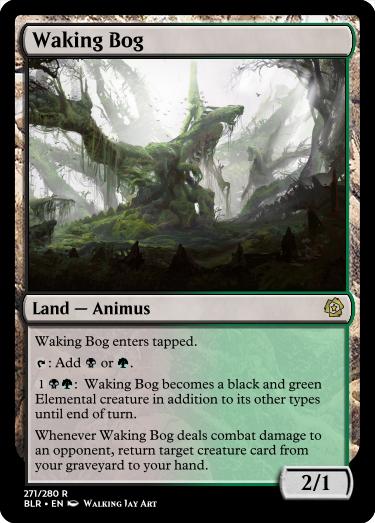 Waking Bog
Land — Animus
Waking Bog enters tapped.
: Add or .
1 : Waking Bog becomes a black and green
Elemental creature in addition to its other types
until end of turn.
Whenever Waking Bog deals combat damage to
an opponent, return target creature card from
your graveyard to your hand.
2/1
271/280 R
BLR • EN Walking Jay Art